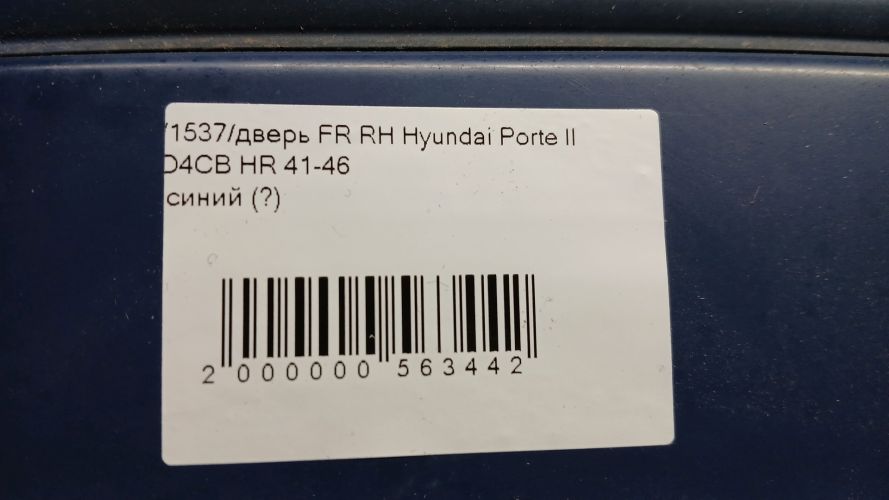 /1537/дверь FR RH Hyundai Porte II
D4CB HR 41-46
синий (?)
2 000000 563442